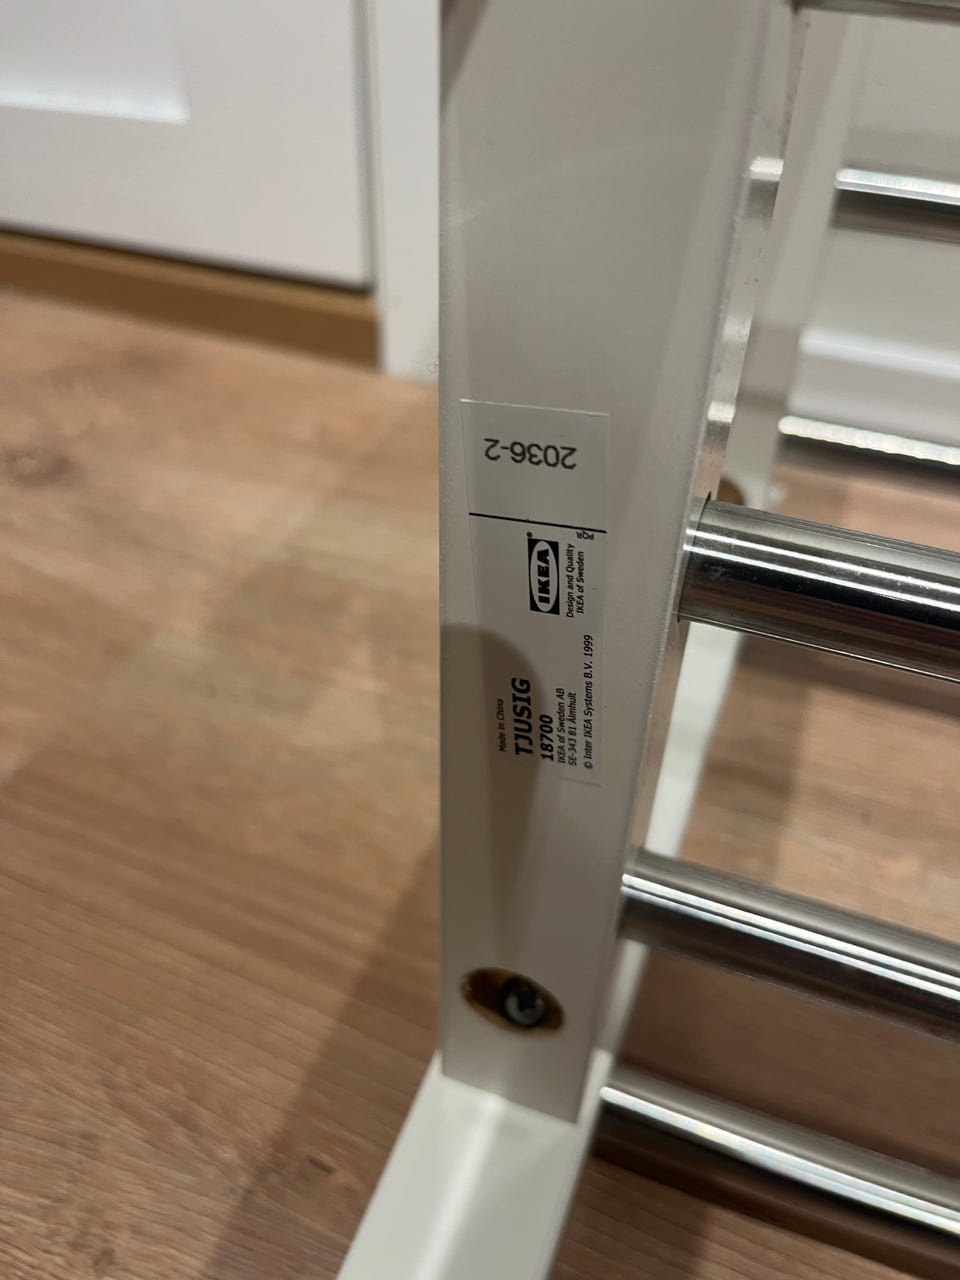 2036-2
IKEA®
Design and Quality
IKEA of Sweden
Made in China
TJUSIG
18700
IKEA of Sweden AB
SE-343 81 Älmhult
© Inter IKEA Systems B.V. 1999